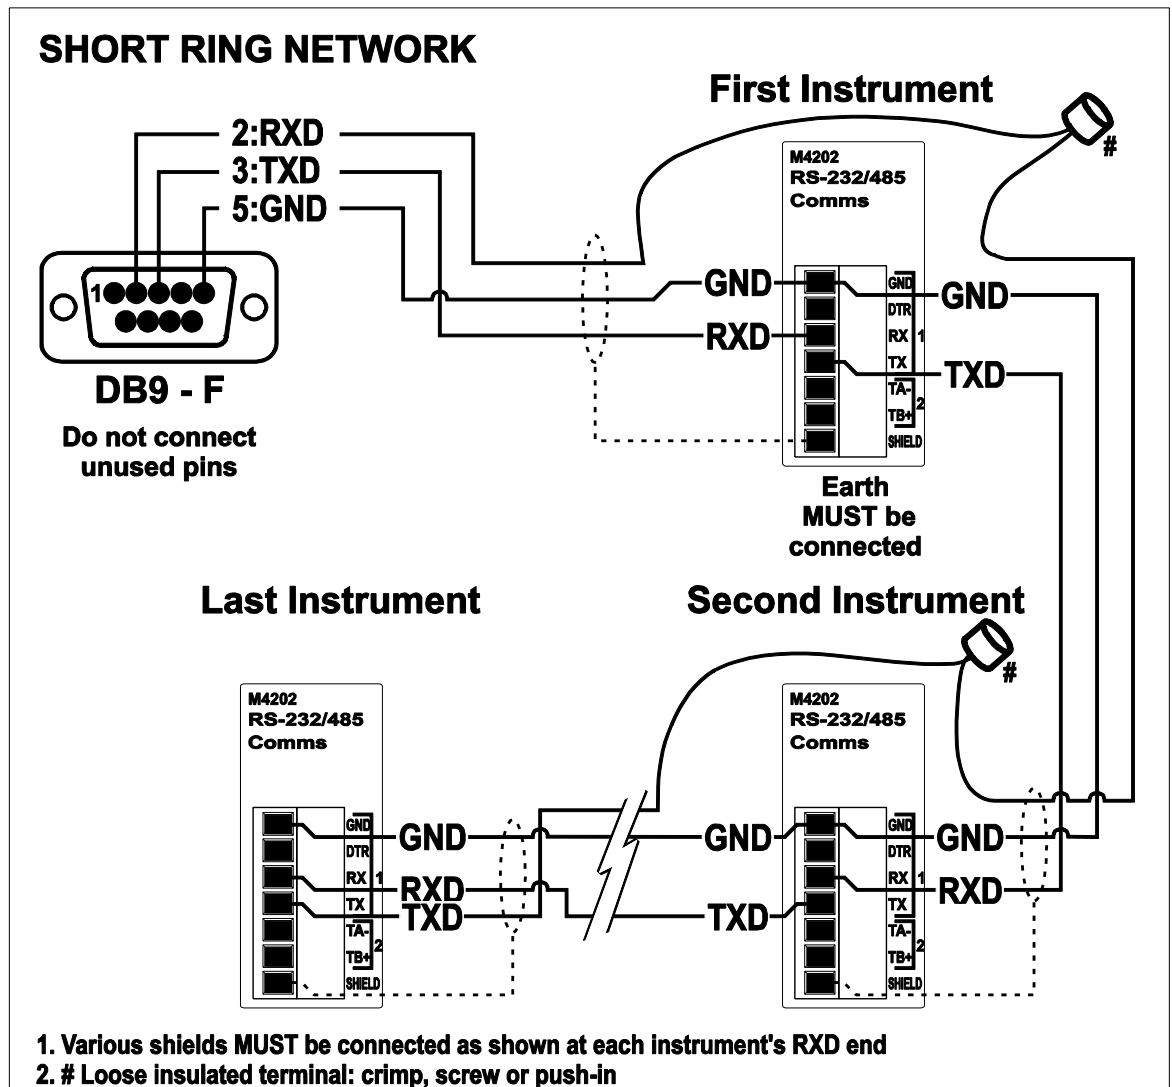 SHORT RING NETWORK
First Instrument
2:RXD
3:TXD
5:GND
#
M4202
RS-232/485
Comms
1
DB9 - F
Do not connect
unused pins
GND
RXD
GND
DTR
RX 1
TX
TA-
2
TB+
SHIELD
GND
TXD
Earth
MUST be
connected
Last Instrument
Second Instrument
#
M4202
RS-232/485
Comms
GND
DTR
RX 1
TX
TA-
2
TB+
SHIELD
GND
RXD
TXD
GND
TXD
M4202
RS-232/485
Comms
GND
DTR
RX 1
TX
TA-
2
TB+
SHIELD
GND
RXD
1. Various shields MUST be connected as shown at each instrument's RXD end
2. # Loose insulated terminal: crimp, screw or push-in